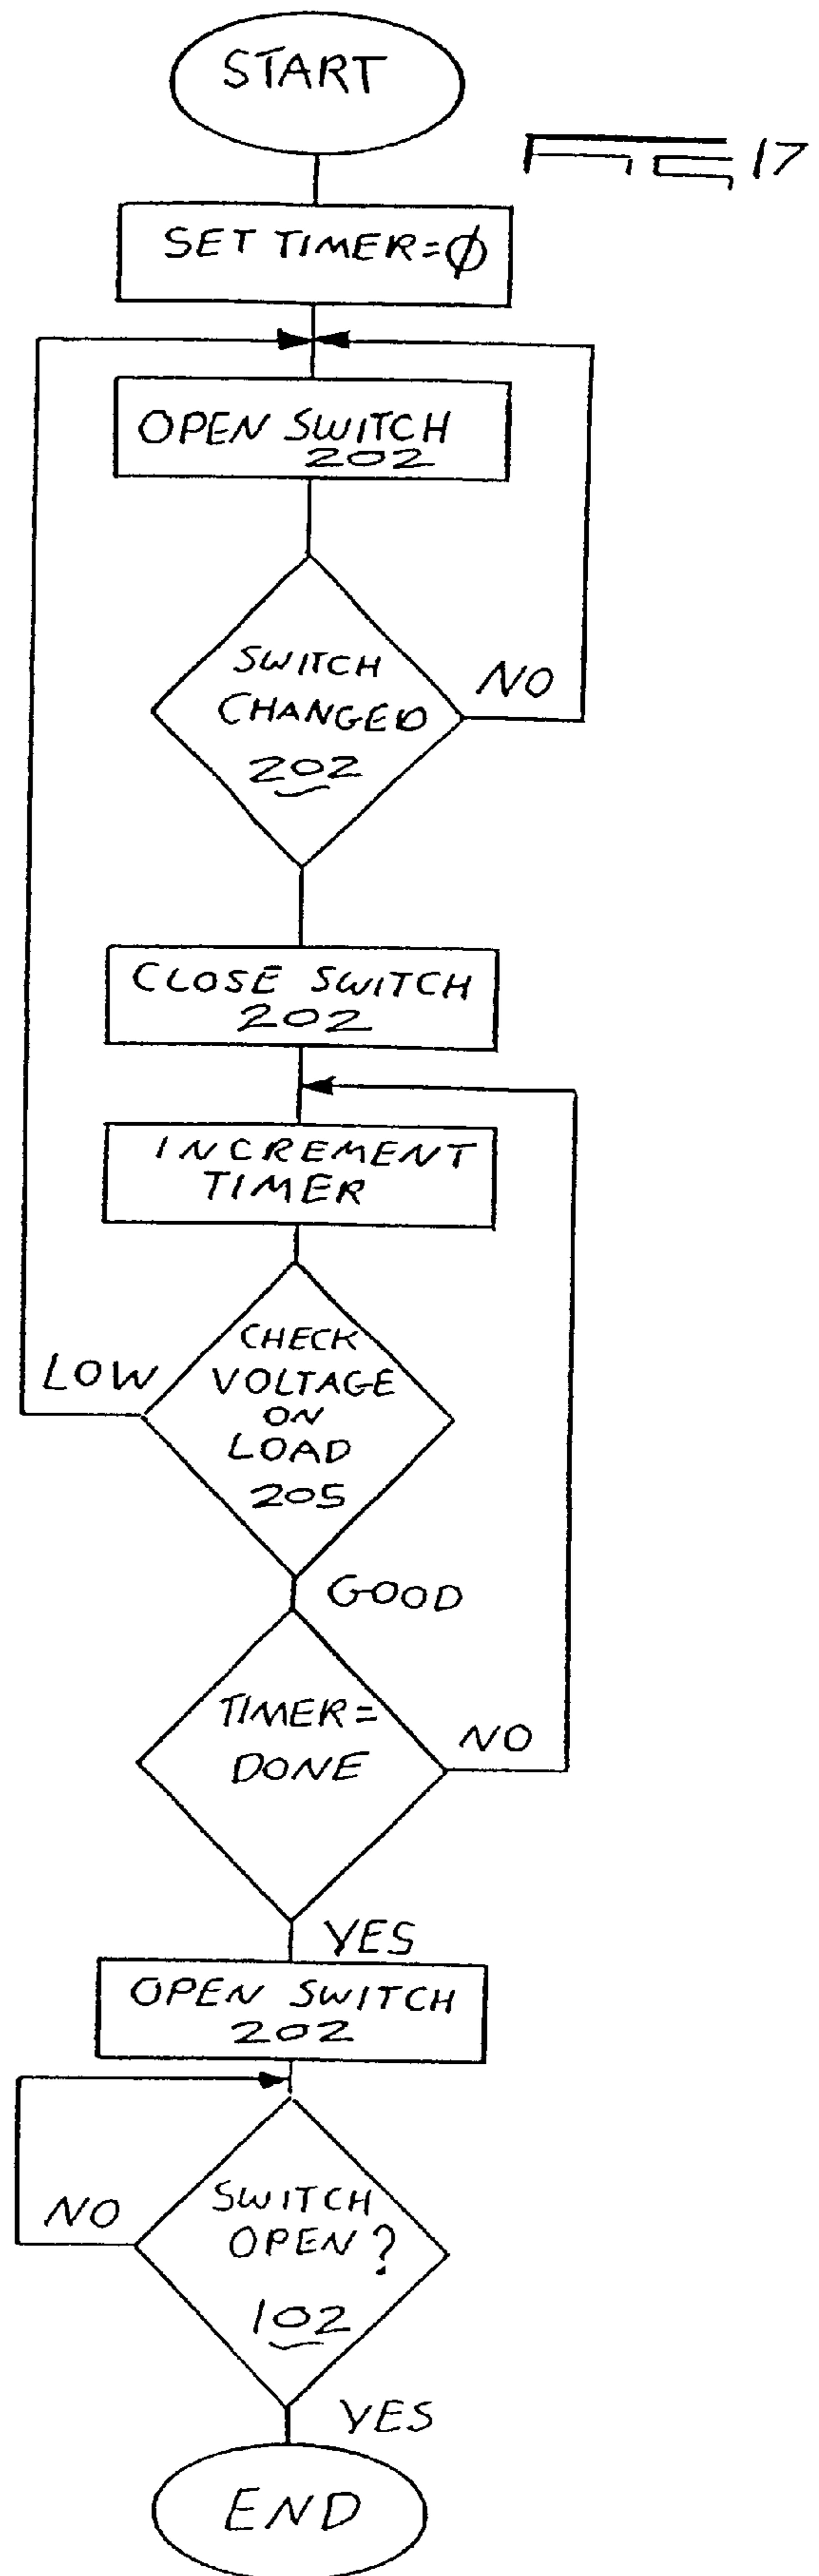 START
FIG 17
SET TIMER=Ø
OPEN SWITCH
202
SWITCH
CHANGED
202
NO
CLOSE SWITCH
202
INCREMENT
TIMER
LOW
CHECK
VOLTAGE
ON
LOAD
205
GOOD
TIMER=
DONE
NO
YES
OPEN SWITCH
202
NO
SWITCH
OPEN?
102
YES
END